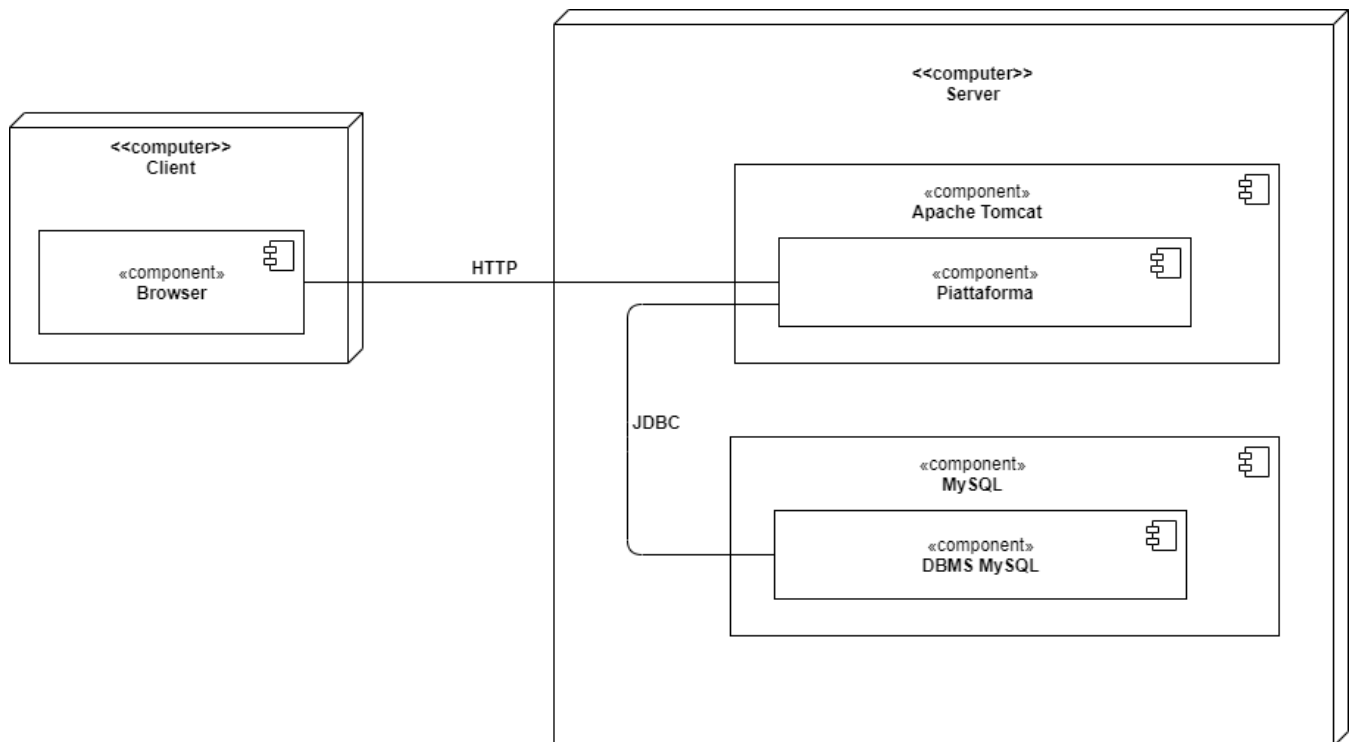 <<computer>>
Client
«component»
Browser
HTTP
<<computer>>
Server
«component»
Apache Tomcat
«component»
Piattaforma
JDBC
«component»
MySQL
«component»
DBMS MySQL